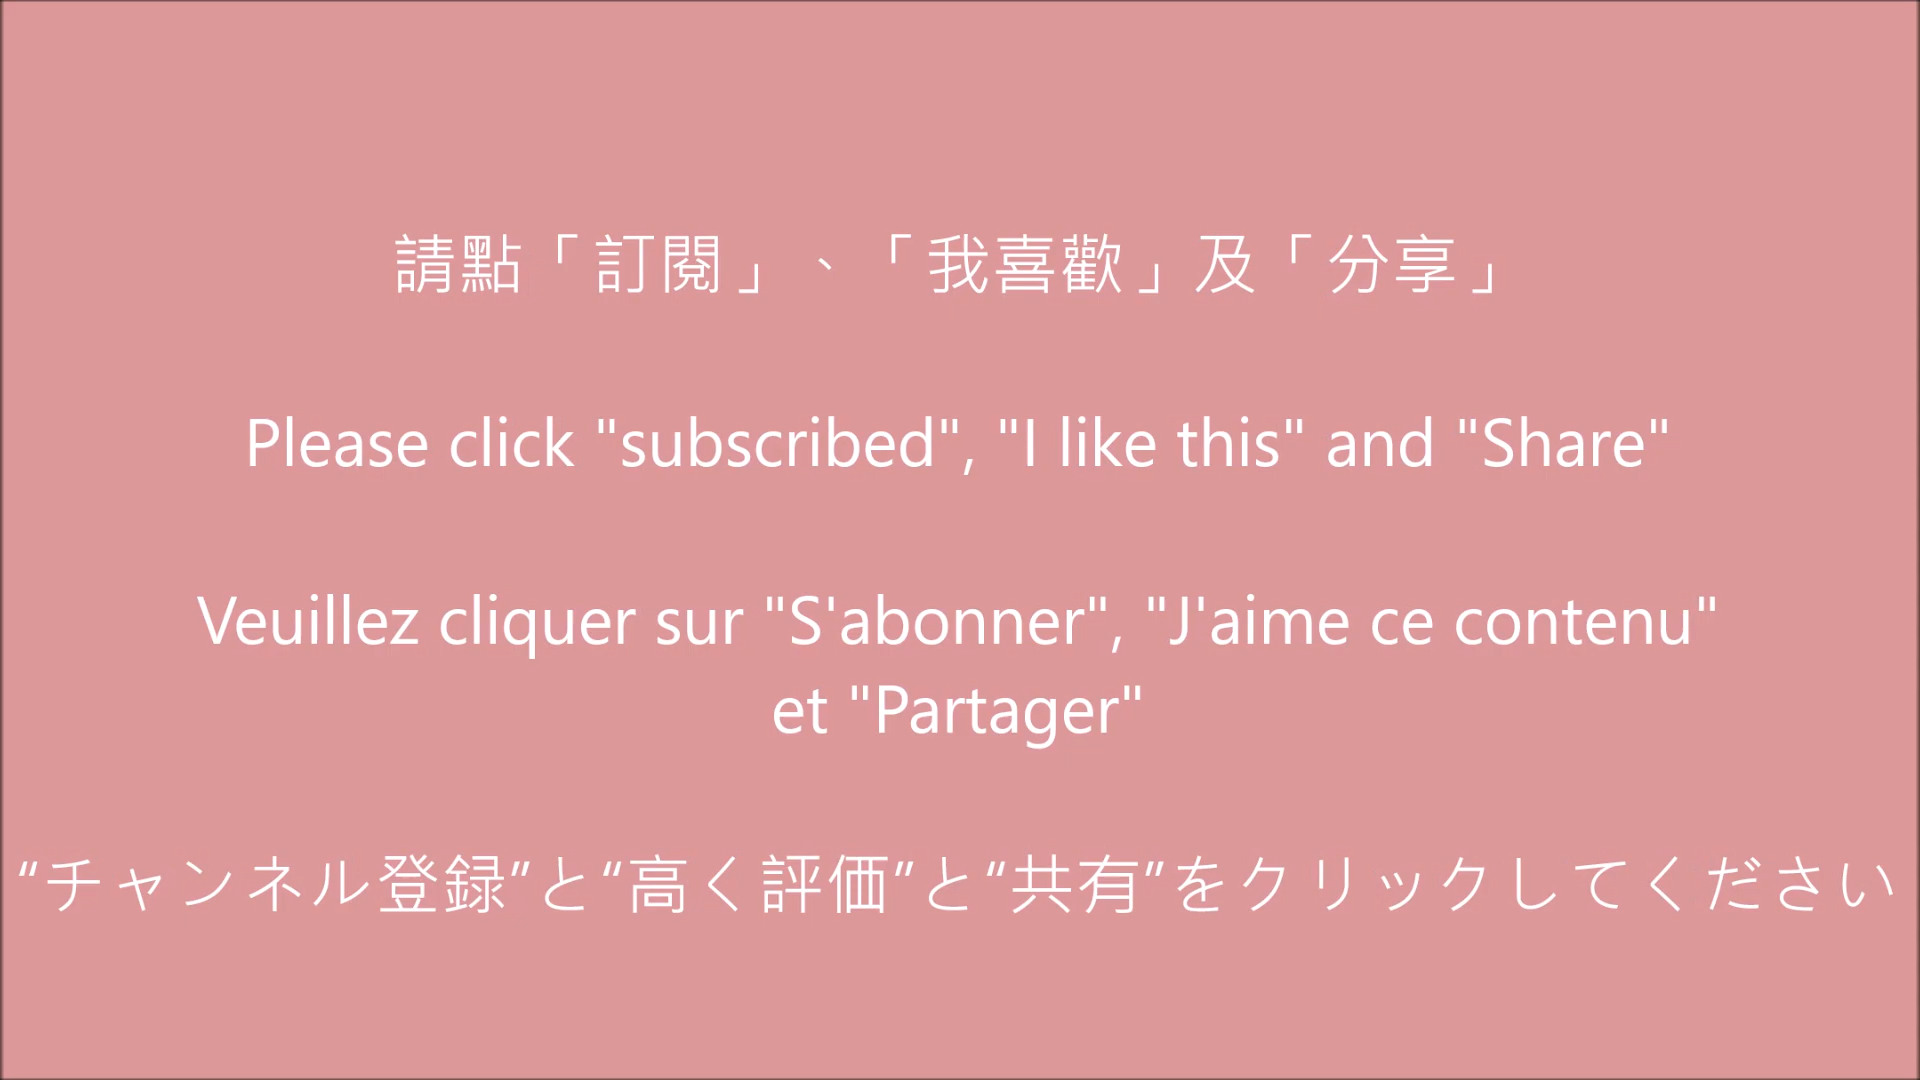 請點「訂閱」、「我喜歡」及「分享」
Please click "subscribed", "I like this" and "Share"
Veuillez cliquer sur "S'abonner", "J'aime ce contenu"
et "Partager"
“チャンネル登録”と“高く評価”と“共有”をクリックしてください